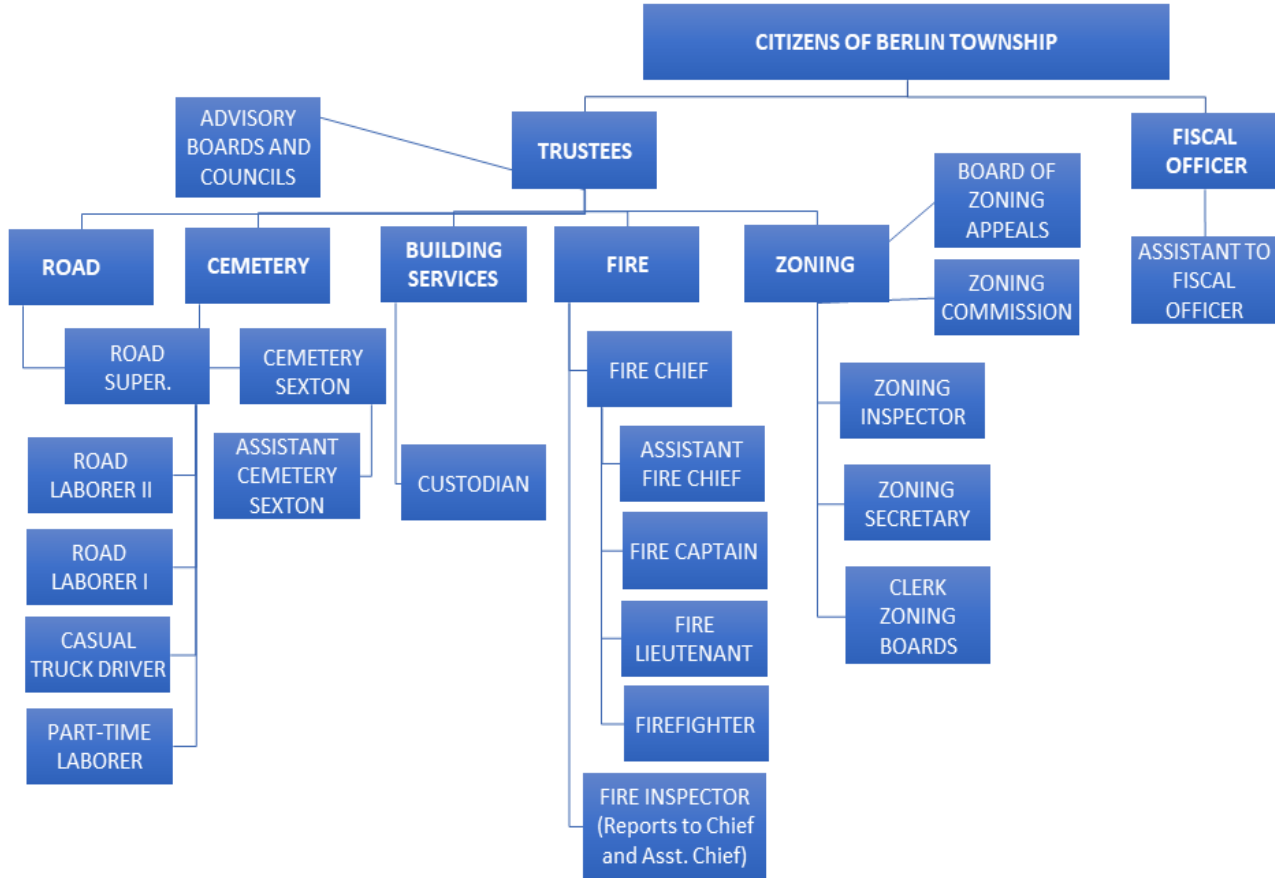 CITIZENS OF BERLIN TOWNSHIP
ADVISORY
BOARDS AND
COUNCILS
TRUSTEES
FISCAL
OFFICER
BOARD OF
ZONING
APPEALS
ROAD
CEMETERY
BUILDING
SERVICES
FIRE
ZONING
ASSISTANT TO
FISCAL
OFFICER
ZONING
COMMISSION
ROAD
SUPER.
CEMETERY
SEXTON
FIRE CHIEF
ZONING
INSPECTOR
ROAD
LABORER II
ASSISTANT
CEMETERY
SEXTON
CUSTODIAN
ASSISTANT
FIRE CHIEF
ZONING
SECRETARY
ROAD
LABORER I
FIRE CAPTAIN
CLERK
ZONING
BOARDS
CASUAL
TRUCK DRIVER
FIRE
LIEUTENANT
PART-TIME
LABORER
FIREFIGHTER
FIRE INSPECTOR
(Reports to Chief
and Asst. Chief)